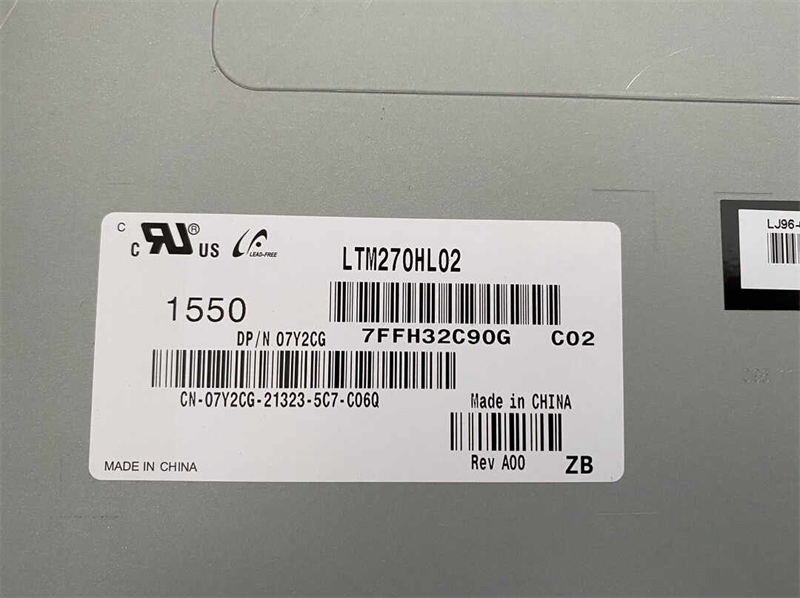 C
C RU ® US LEAD-FREE
LTM270HL02
1550
DP/N 07Y2CG
7FFH32C90G C02
CN-07Y2CG-21323-5C7-C06Q
Made in CHINA
Rev A00
ZB
MADE IN CHINA
LJ96-